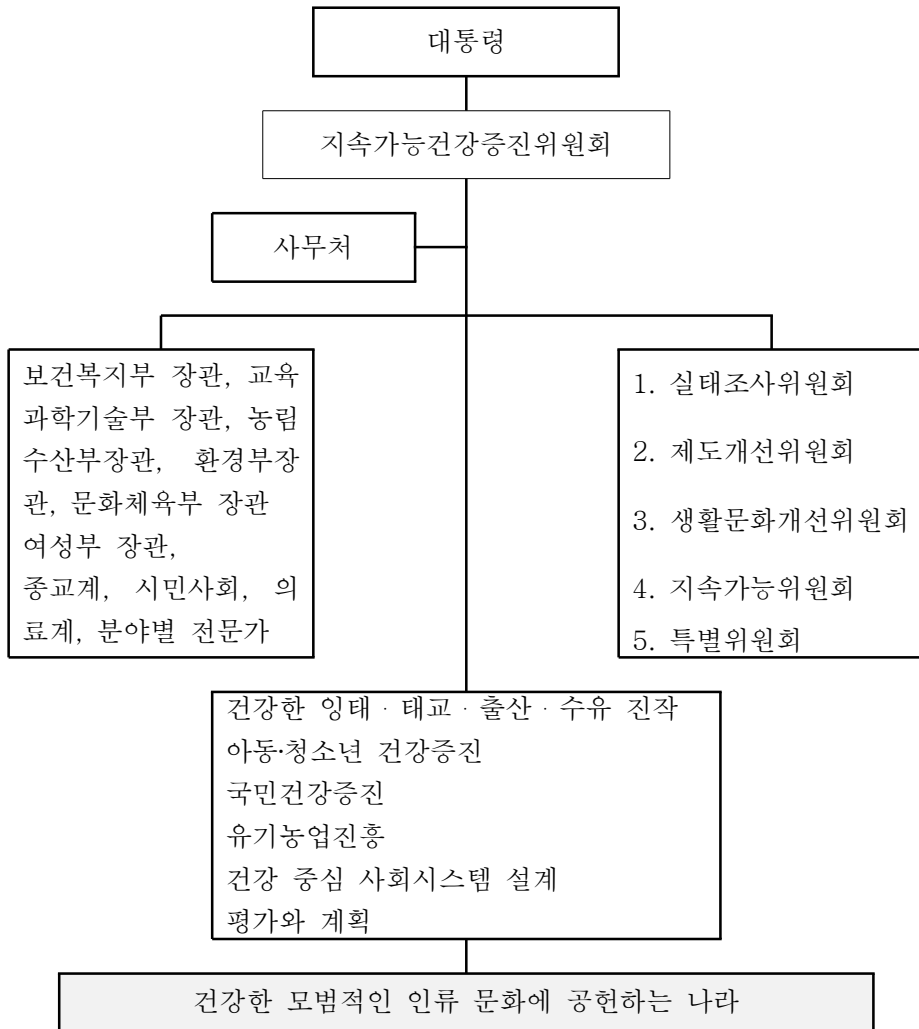 대통령
지속가능건강증진위원회
사무처
보건복지부 장관, 교육
과학기술부 장관, 농림
수산부장관, 환경부장
관, 문화체육부 장관
여성부 장관,
종교계, 시민사회, 의
료계, 분야별 전문가
1. 실태조사위원회
2. 제도개선위원회
3. 생활문화개선위원회
4. 지속가능위원회
5. 특별위원회
건강한 잉태 · 태교 · 출산 · 수유 진작
아동·청소년 건강증진
국민건강증진
유기농업진흥
건강 중심 사회시스템 설계
평가와 계획
건강한 모범적인 인류 문화에 공헌하는 나라